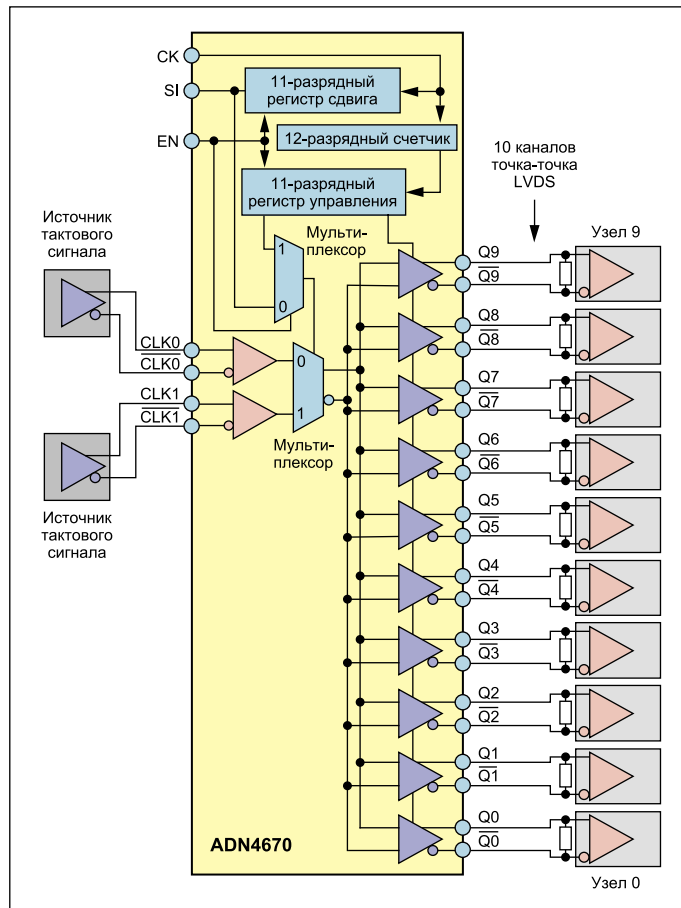 CK
SI
EN
11-разрядный
регистр сдвига
12-разрядный счетчик
11-разрядный
регистр управления
10 каналов
точка-точка
LVDS
Источник
тактового
сигнала
Мульти-
плексор
1
0
CLK0
CLK0
CLK1
CLK1
0
1
Мульти-
плексор
Источник
тактового
сигнала
Узел 9
Q9
Q9
Q8
Q8
Q7
Q7
Q6
Q6
Q5
Q5
Q4
Q4
Q3
Q3
Q2
Q2
Q1
Q1
Q0
Q0
ADN4670
Узел 0